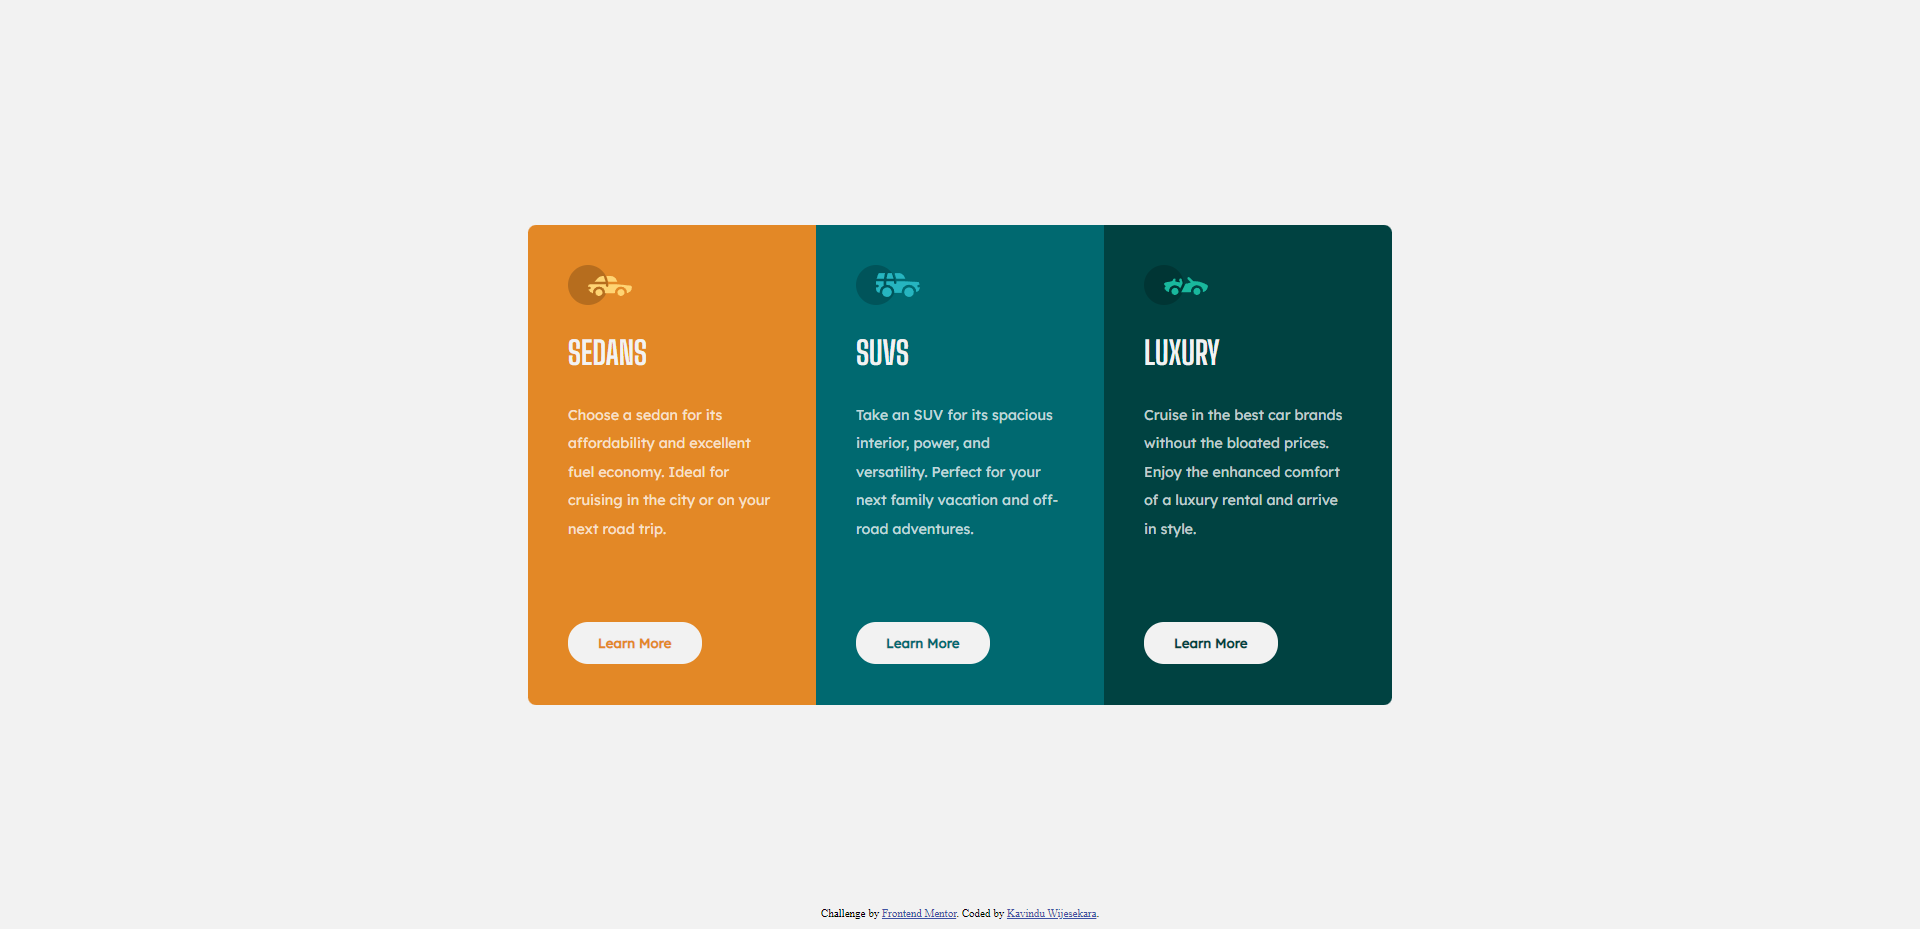 SEDANS
Choose a sedan for its
affordability and excellent
fuel economy. Ideal for
cruising in the city or on your
next road trip.
Learn More
SUVS
Take an SUV for its spacious
interior, power, and
versatility. Perfect for your
next family vacation and off-
road adventures.
Learn More
LUXURY
Cruise in the best car brands
without the bloated prices.
Enjoy the enhanced comfort
of a luxury rental and arrive
in style.
Learn More
Challenge by Frontend Mentor. Coded by Kavindu Wijesekara.